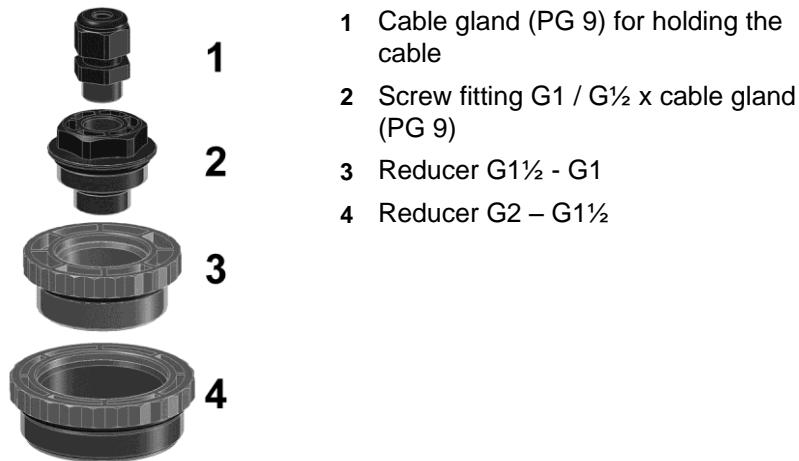 1
2
3
4
1 Cable gland (PG 9) for holding the
cable
2 Screw fitting G1 / G½ x cable gland
(PG 9)
3 Reducer G1½ - G1
4 Reducer G2 – G1½